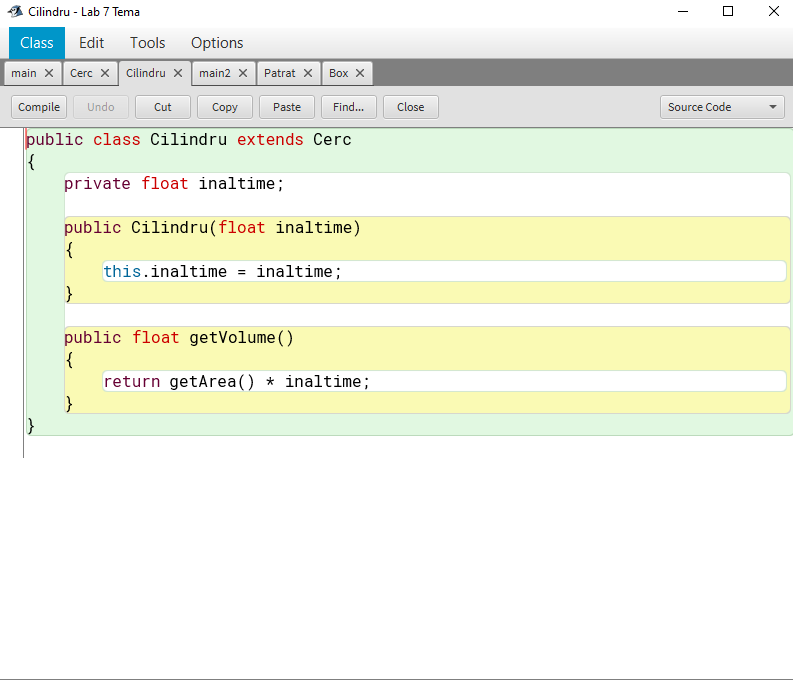 Cilindru - Lab 7 Tema
Class Edit Tools Options
main Cerc Cilindru main2 Patrat Box
Compile Undo Cut Copy Paste Find... Close Source Code
public class Cilindru extends Cerc
{
    private float inaltime;
    public Cilindru(float inaltime)
    {
        this.inaltime = inaltime;
    }
    public float getVolume()
    {
        return getArea() * inaltime;
    }
}